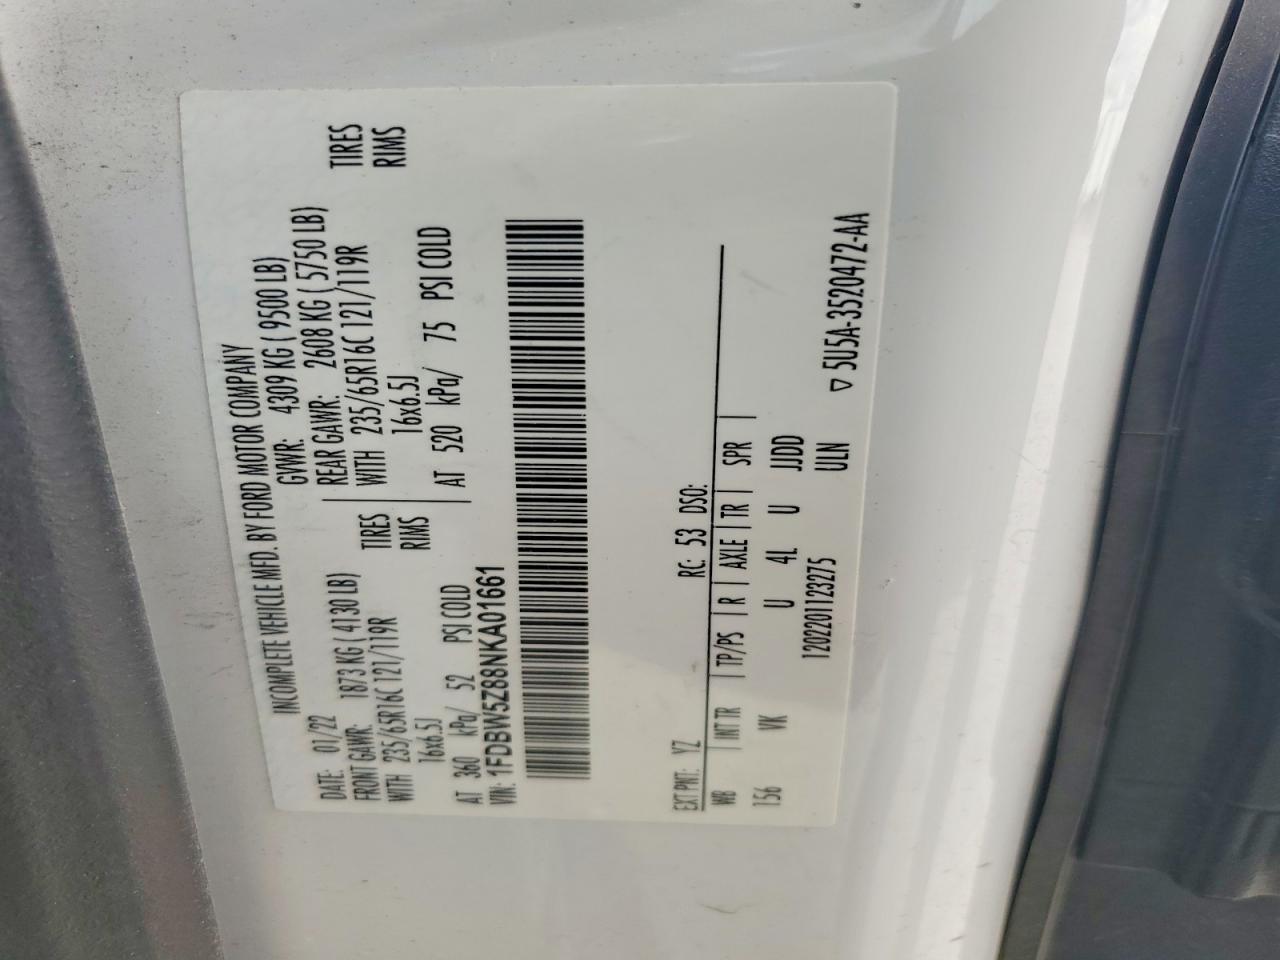 INCOMPLETE VEHICLE MFD. BY FORD MOTOR COMPANY
DATE: 01/22 GVWR: 4309 KG ( 9500 LB)
FRONT GAWR: 1873 KG ( 4130 LB) REAR GAWR: 2608 KG ( 5750 LB)
WITH 235/65R16C 121/119R TIRES WITH 235/65R16C 121/119R TIRES
16x6.5J RIMS 16x6.5J RIMS
AT 360 kPa/ 52 PSI COLD AT 520 kPa/ 75 PSI COLD
VIN: 1FDBW5Z88NKA01661
EXT PNT: YZ RC: 53 DSO:
WB INT TR TP/PS R AXLE TR SPR
156 VK U 4L U JJDD
1202201123275 ULN
▽ 5U5A-3520472-AA